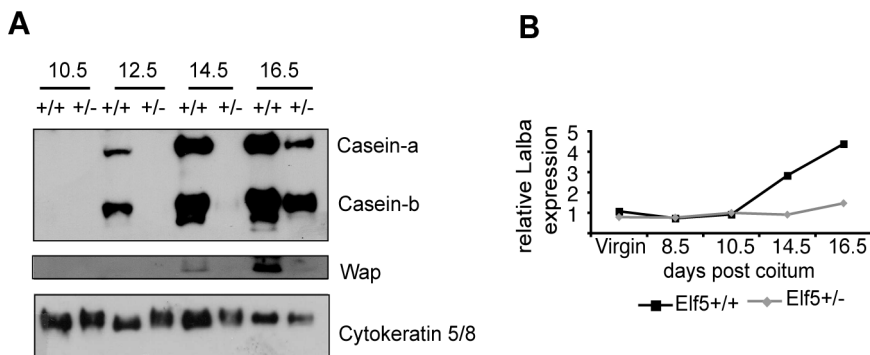 A
10.5 12.5 14.5 16.5
+/+ +/- +/+ +/- +/+ +/- +/+ +/-
Casein-a
Casein-b
Wap
Cytokeratin 5/8
B
relative Lalba
expression
5
4
3
2
1
Virgin 8.5 10.5 14.5 16.5
days post coitum
Elf5+/+ Elf5+/-